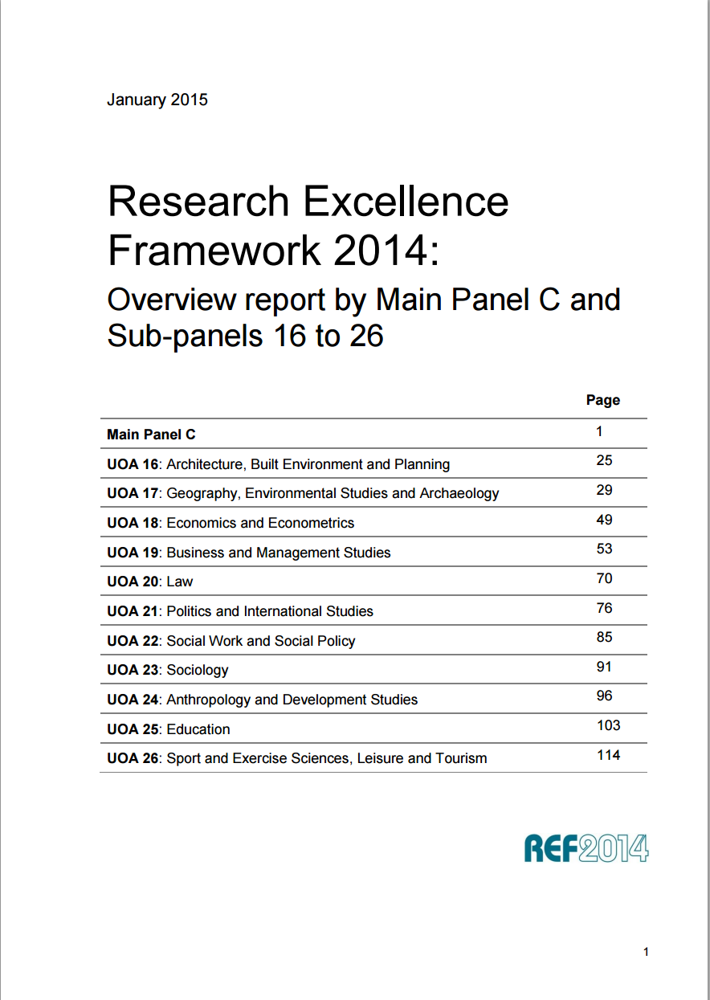 January 2015
Research Excellence
Framework 2014:
Overview report by Main Panel C and
Sub-panels 16 to 26
Page
Main Panel C 1
UOA 16: Architecture, Built Environment and Planning 25
UOA 17: Geography, Environmental Studies and Archaeology 29
UOA 18: Economics and Econometrics 49
UOA 19: Business and Management Studies 53
UOA 20: Law 70
UOA 21: Politics and International Studies 76
UOA 22: Social Work and Social Policy 85
UOA 23: Sociology 91
UOA 24: Anthropology and Development Studies 96
UOA 25: Education 103
UOA 26: Sport and Exercise Sciences, Leisure and Tourism 114
REF2014
1